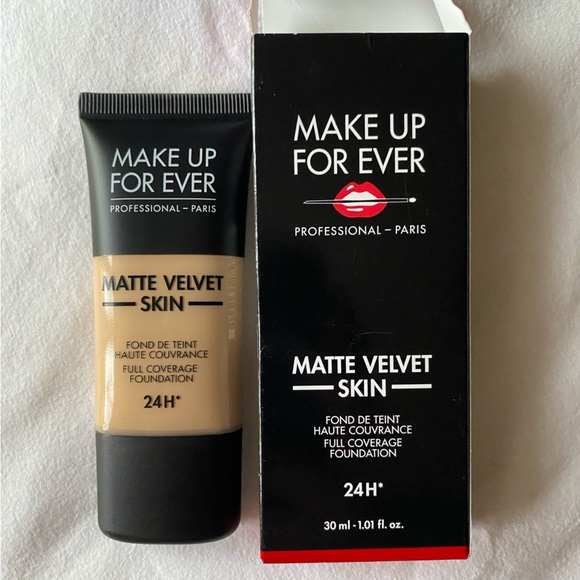 MAKE UP
FOR EVER
PROFESSIONAL – PARIS
MATTE VELVET
SKIN
FOND DE TEINT
HAUTE COUVRANCE
FULL COVERAGE
FOUNDATION
24H*
MAKE UP
FOR EVER
PROFESSIONAL – PARIS
MATTE VELVET
SKIN
FOND DE TEINT
HAUTE COUVRANCE
FULL COVERAGE
FOUNDATION
24H*
30 ml - 1.01 fl. oz.